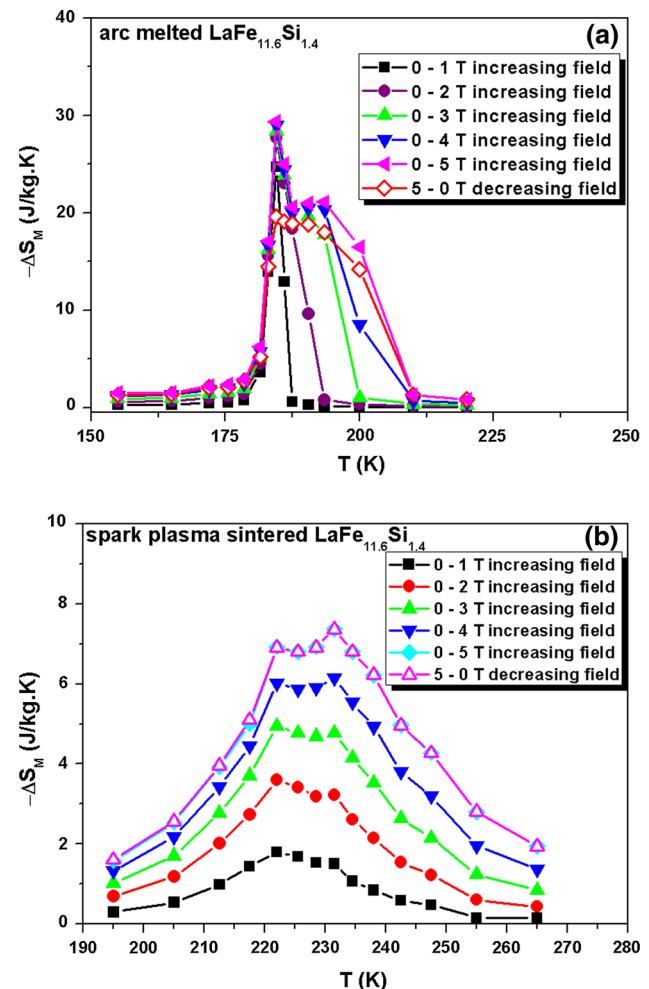 arc melted LaFe11.6Si1.4
(a)
0 - 1 T increasing field
0 - 2 T increasing field
0 - 3 T increasing field
0 - 4 T increasing field
0 - 5 T increasing field
5 - 0 T decreasing field
40
30
20
10
0
−ΔSM (J/kg.K)
150 175 200 225 250
T (K)
spark plasma sintered LaFe11.6Si1.4
(b)
0 - 1 T increasing field
0 - 2 T increasing field
0 - 3 T increasing field
0 - 4 T increasing field
0 - 5 T increasing field
5 - 0 T decreasing field
10
8
6
4
2
0
−ΔSM (J/kg.K)
190 200 210 220 230 240 250 260 270 280
T (K)